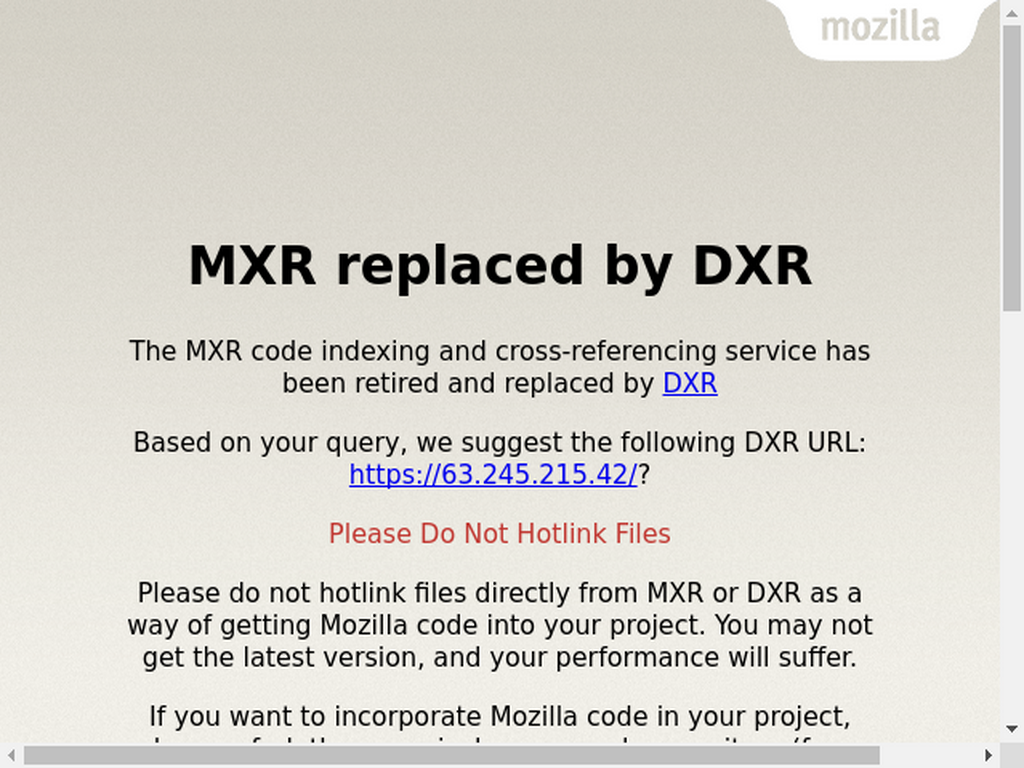 mozilla
MXR replaced by DXR
The MXR code indexing and cross-referencing service has
been retired and replaced by DXR
Based on your query, we suggest the following DXR URL:
https://63.245.215.42/?
Please Do Not Hotlink Files
Please do not hotlink files directly from MXR or DXR as a
way of getting Mozilla code into your project. You may not
get the latest version, and your performance will suffer.
If you want to incorporate Mozilla code in your project,